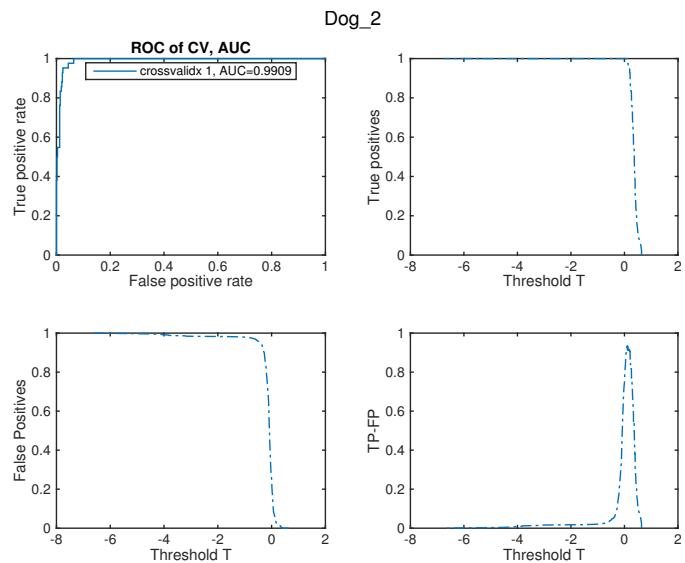 Dog_2
ROC of CV, AUC
crossvalidx 1, AUC=0.9909
True positive rate
1
0.8
0.6
0.4
0.2
0
0 0.2 0.4 0.6 0.8 1
False positive rate
True positives
1
0.8
0.6
0.4
0.2
0
-8 -6 -4 -2 0 2
Threshold T
False Positives
1
0.8
0.6
0.4
0.2
0
-8 -6 -4 -2 0 2
Threshold T
TP-FP
1
0.8
0.6
0.4
0.2
0
-8 -6 -4 -2 0 2
Threshold T